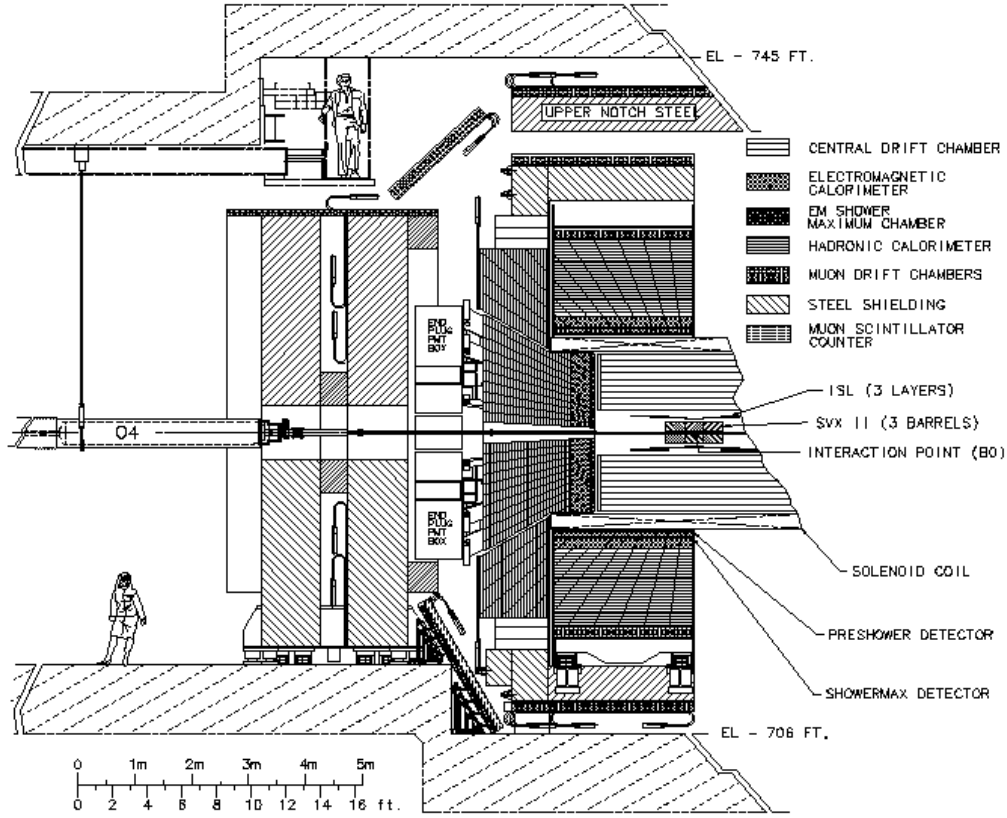 EL - 745 FT.
UPPER NOTCH STEEL
CENTRAL DRIFT CHAMBER
ELECTROMAGNETIC
CALORIMETER
EM SHOWER
MAXIMUM CHAMBER
HADRONIC CALORIMETER
MUON DRIFT CHAMBERS
STEEL SHIELDING
MUON SCINTILLATOR
COUNTER
END
PLUG
PMT
BOX
ISL (3 LAYERS)
SVX II (3 BARRELS)
Q4
INTERACTION POINT (B0)
END
PLUG
PMT
BOX
SOLENOID COIL
PRESHOWER DETECTOR
SHOWERMAX DETECTOR
EL - 706 FT.
0 1m 2m 3m 4m 5m
0 2 4 6 8 10 12 14 16 ft.